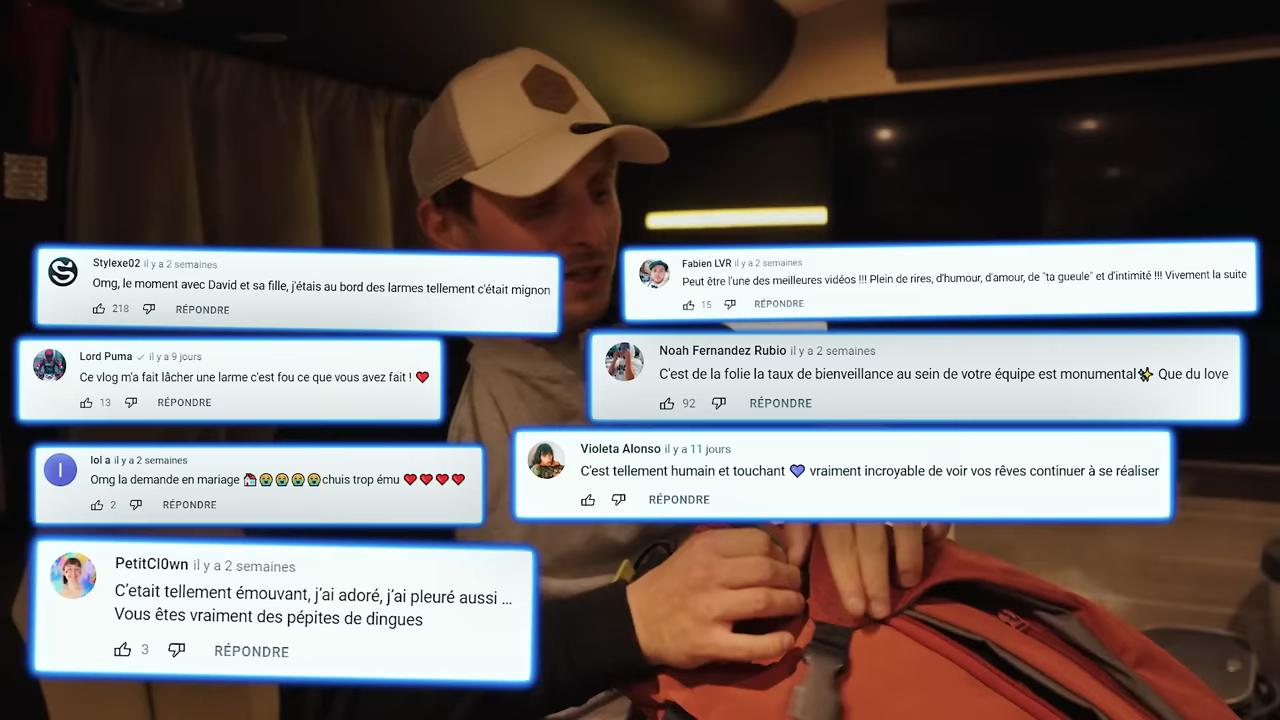 Stylexe02 il y a 2 semaines
Omg, le moment avec David et sa fille, j'étais au bord des larmes tellement c'était mignon
218 RÉPONDRE
Fabien LVR il y a 2 semaines
Peut être l'une des meilleures vidéos !!! Plein de rires, d'humour, d'amour, de "ta gueule" et d'intimité !!! Vivement la suite
15 RÉPONDRE
Lord Puma il y a 9 jours
Ce vlog m'a fait lâcher une larme c'est fou ce que vous avez fait ! ❤️
13 RÉPONDRE
Noah Fernandez Rubio il y a 2 semaines
C'est de la folie la taux de bienveillance au sein de votre équipe est monumental✨ Que du love
92 RÉPONDRE
lol a il y a 2 semaines
Omg la demande en mariage 💒😭😭😭😭chuis trop ému ❤️❤️❤️❤️
2 RÉPONDRE
Violeta Alonso il y a 11 jours
C'est tellement humain et touchant 💙 vraiment incroyable de voir vos rêves continuer à se réaliser
RÉPONDRE
PetitCl0wn il y a 2 semaines
C'etait tellement émouvant, j'ai adoré, j'ai pleuré aussi ...
Vous êtes vraiment des pépites de dingues
3 RÉPONDRE